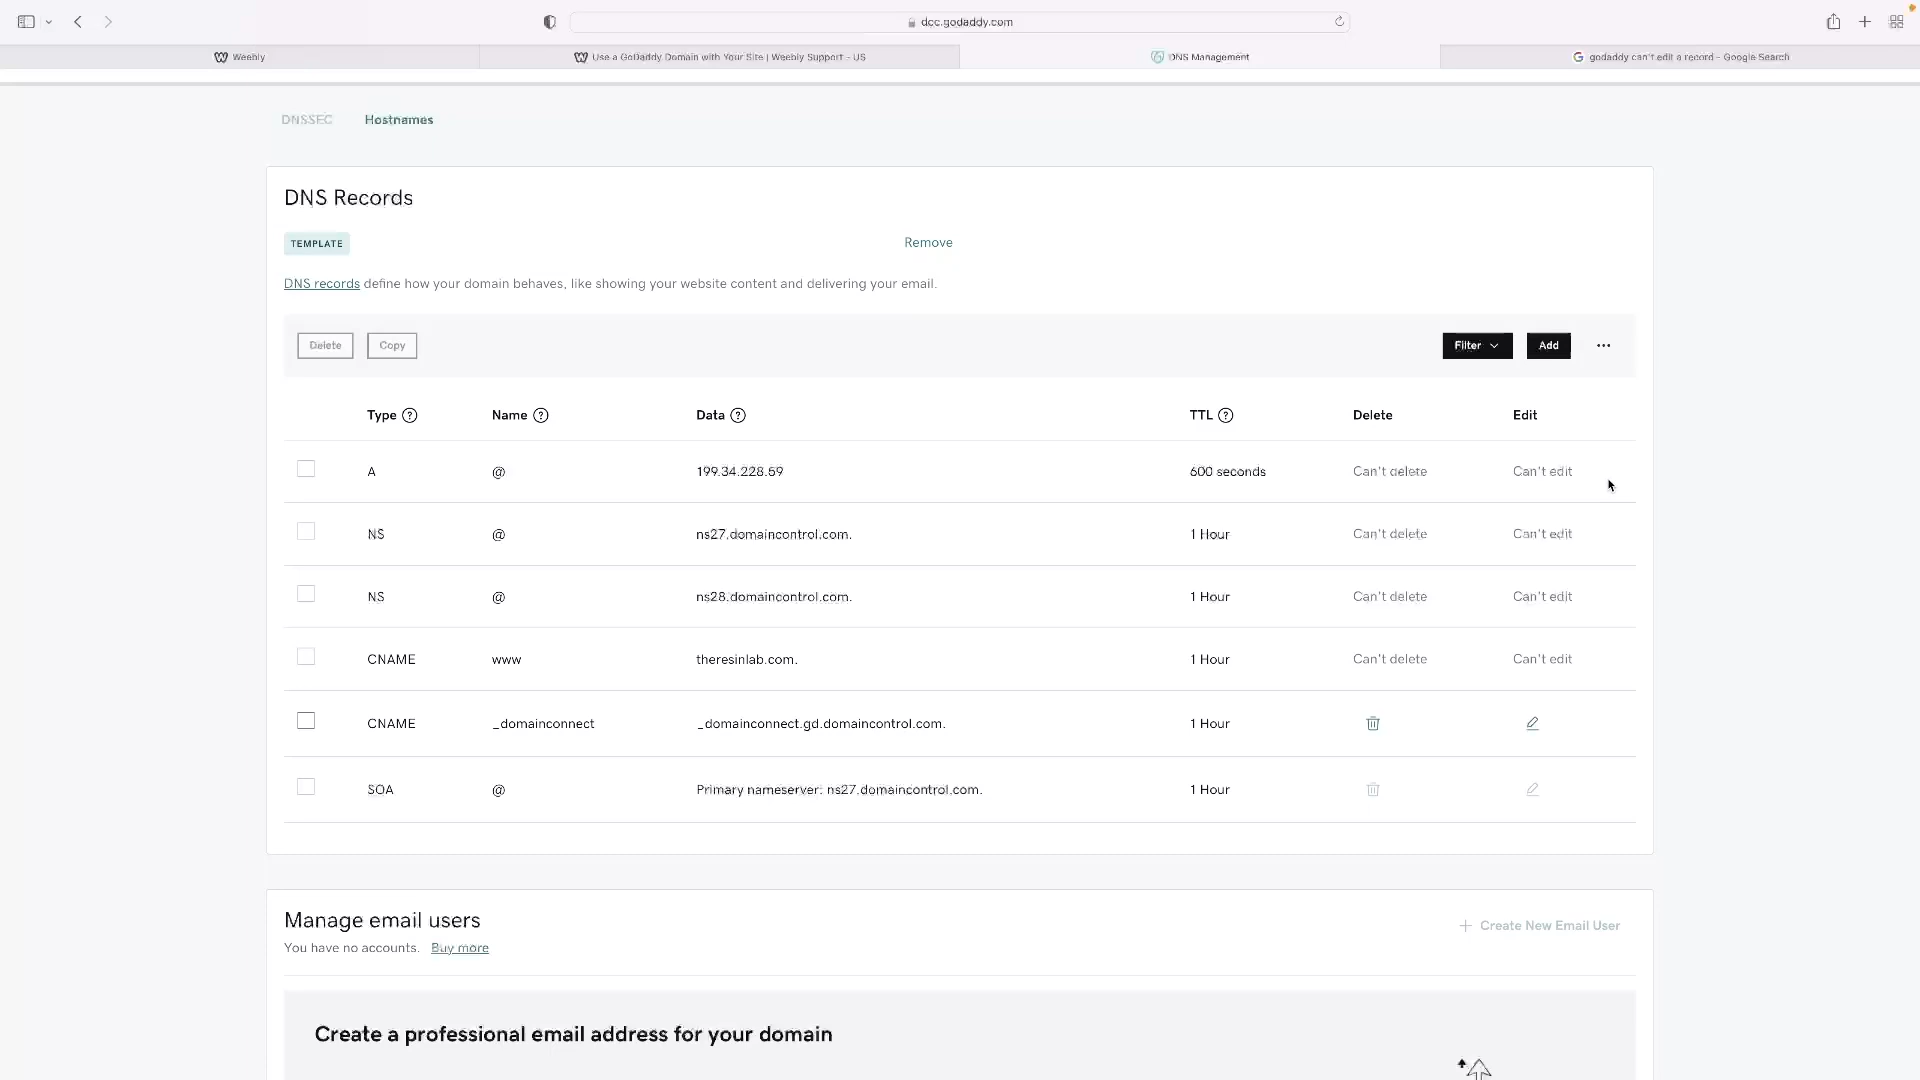 dcc.godaddy.com
Weebly
Use a GoDaddy Domain with Your Site | Weebly Support - US
DNS Management
godaddy can't edit a record - Google Search
DNSSEC Hostnames
DNS Records
TEMPLATE Remove
DNS records define how your domain behaves, like showing your website content and delivering your email.
Delete Copy Filter Add
Type Name Data TTL Delete Edit
A @ 199.34.228.59 600 seconds Can't delete Can't edit
NS @ ns27.domaincontrol.com. 1 Hour Can't delete Can't edit
NS @ ns28.domaincontrol.com. 1 Hour Can't delete Can't edit
CNAME www theresinlab.com. 1 Hour Can't delete Can't edit
CNAME _domainconnect _domainconnect.gd.domaincontrol.com. 1 Hour
SOA @ Primary nameserver: ns27.domaincontrol.com. 1 Hour
Manage email users
Create New Email User
You have no accounts. Buy more
Create a professional email address for your domain